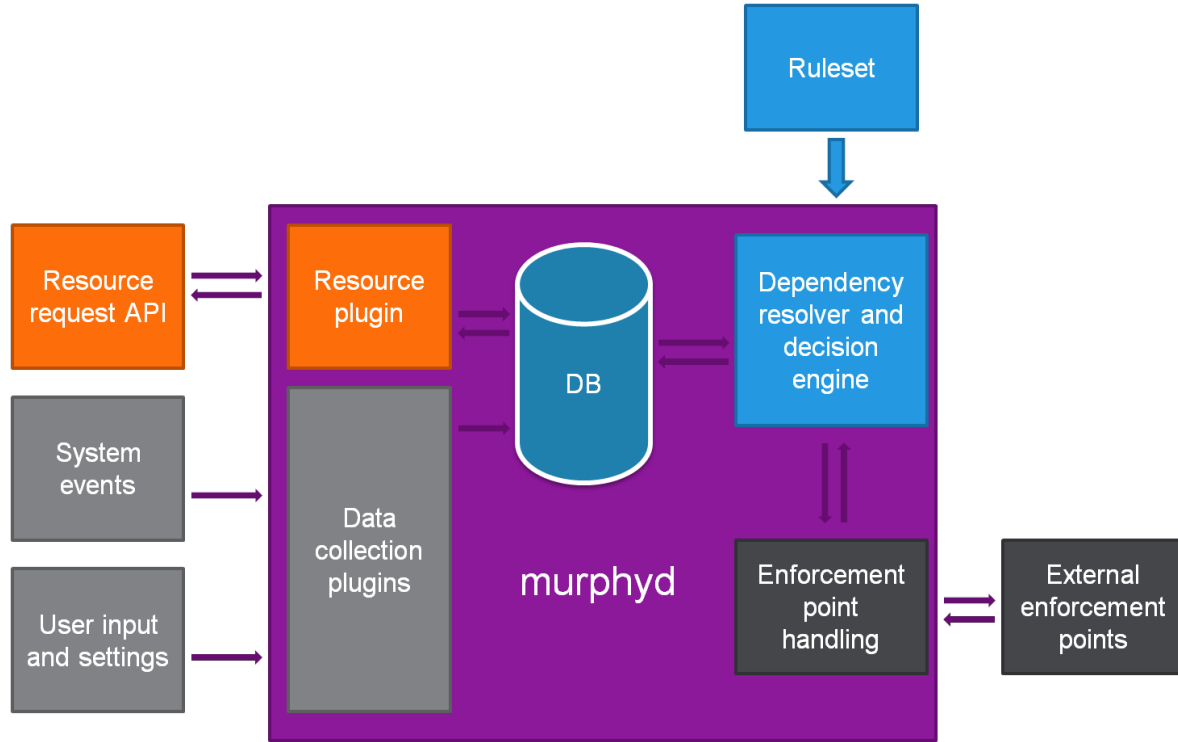 Ruleset
Resource
request API
Resource
plugin
Dependency
resolver and
decision
engine
DB
System
events
Data
collection
plugins
murphyd
Enforcement
point
handling
External
enforcement
points
User input
and settings